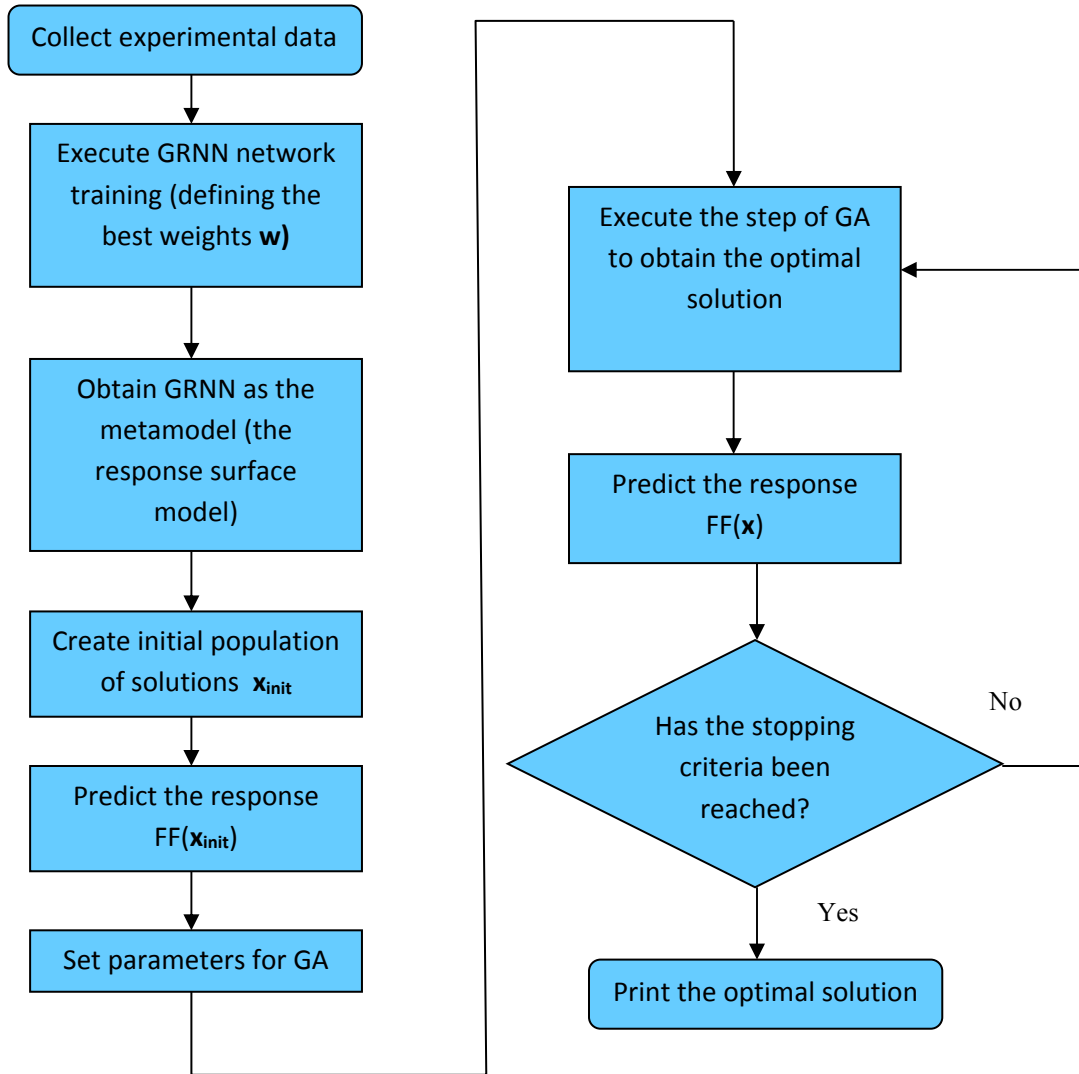 Collect experimental data
Execute GRNN network
training (defining the
best weights w)
Obtain GRNN as the
metamodel (the
response surface
model)
Create initial population
of solutions x_init
Predict the response
FF(x_init)
Set parameters for GA
Execute the step of GA
to obtain the optimal
solution
Predict the response
FF(x)
Has the stopping
criteria been
reached?
No
Yes
Print the optimal solution